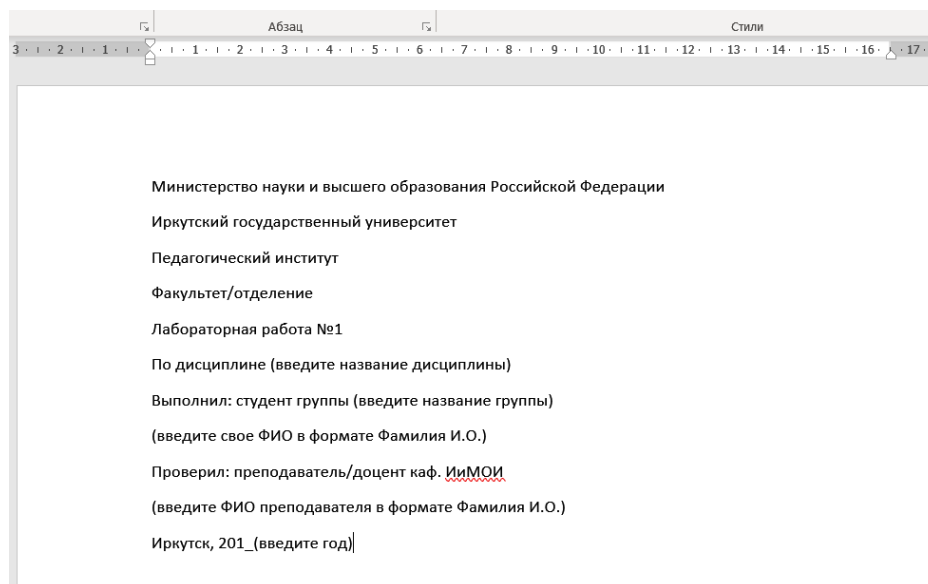 Абзац Стили
3 · 2 · 1 · · 1 · 2 · 3 · 4 · 5 · 6 · 7 · 8 · 9 · 10 · 11 · 12 · 13 · 14 · 15 · 16 · 17 ·
Министерство науки и высшего образования Российской Федерации
Иркутский государственный университет
Педагогический институт
Факультет/отделение
Лабораторная работа №1
По дисциплине (введите название дисциплины)
Выполнил: студент группы (введите название группы)
(введите свое ФИО в формате Фамилия И.О.)
Проверил: преподаватель/доцент каф. ИиМОИ
(введите ФИО преподавателя в формате Фамилия И.О.)
Иркутск, 201_(введите год)